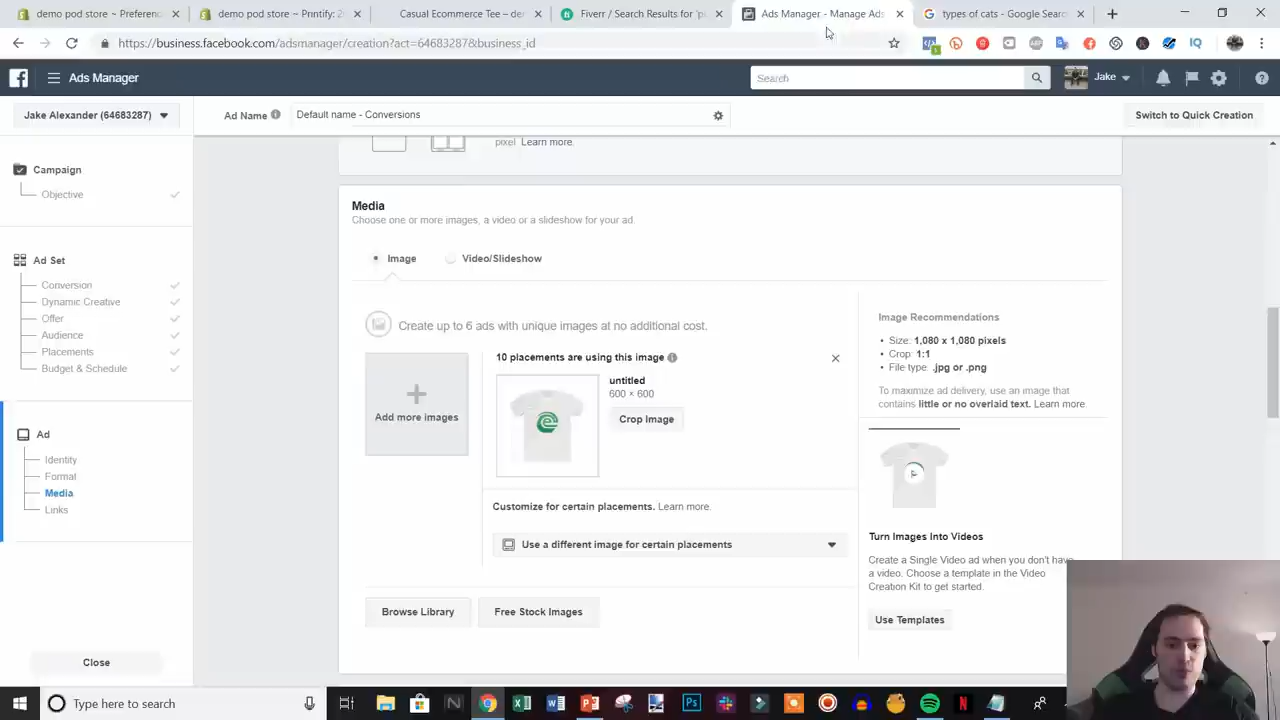 demo pod store ~ Preferenc
demo pod store ~ Printify: 2
Casual Ecommerce Tee – dem
Fiverr / Search Results for 'p
Ads Manager - Manage Ads
types of cats - Google Search
https://business.facebook.com/adsmanager/creation?act=64683287&business_id
Ads Manager
Search
Jake
Jake Alexander (64683287)
Ad Name
Default name - Conversions
Switch to Quick Creation
Campaign
Objective
Ad Set
Conversion
Dynamic Creative
Offer
Audience
Placements
Budget & Schedule
Ad
Identity
Format
Media
Links
Close
pixel Learn more.
Media
Choose one or more images, a video or a slideshow for your ad.
Image
Video/Slideshow
Create up to 6 ads with unique images at no additional cost.
Add more images
10 placements are using this image
untitled
600 × 600
Crop Image
Customize for certain placements. Learn more.
Use a different image for certain placements
Browse Library
Free Stock Images
Image Recommendations
• Size: 1,080 x 1,080 pixels
• Crop: 1:1
• File type: .jpg or .png
To maximize ad delivery, use an image that
contains little or no overlaid text. Learn more.
Turn Images Into Videos
Create a Single Video ad when you don't have
a video. Choose a template in the Video
Creation Kit to get started.
Use Templates
Type here to search